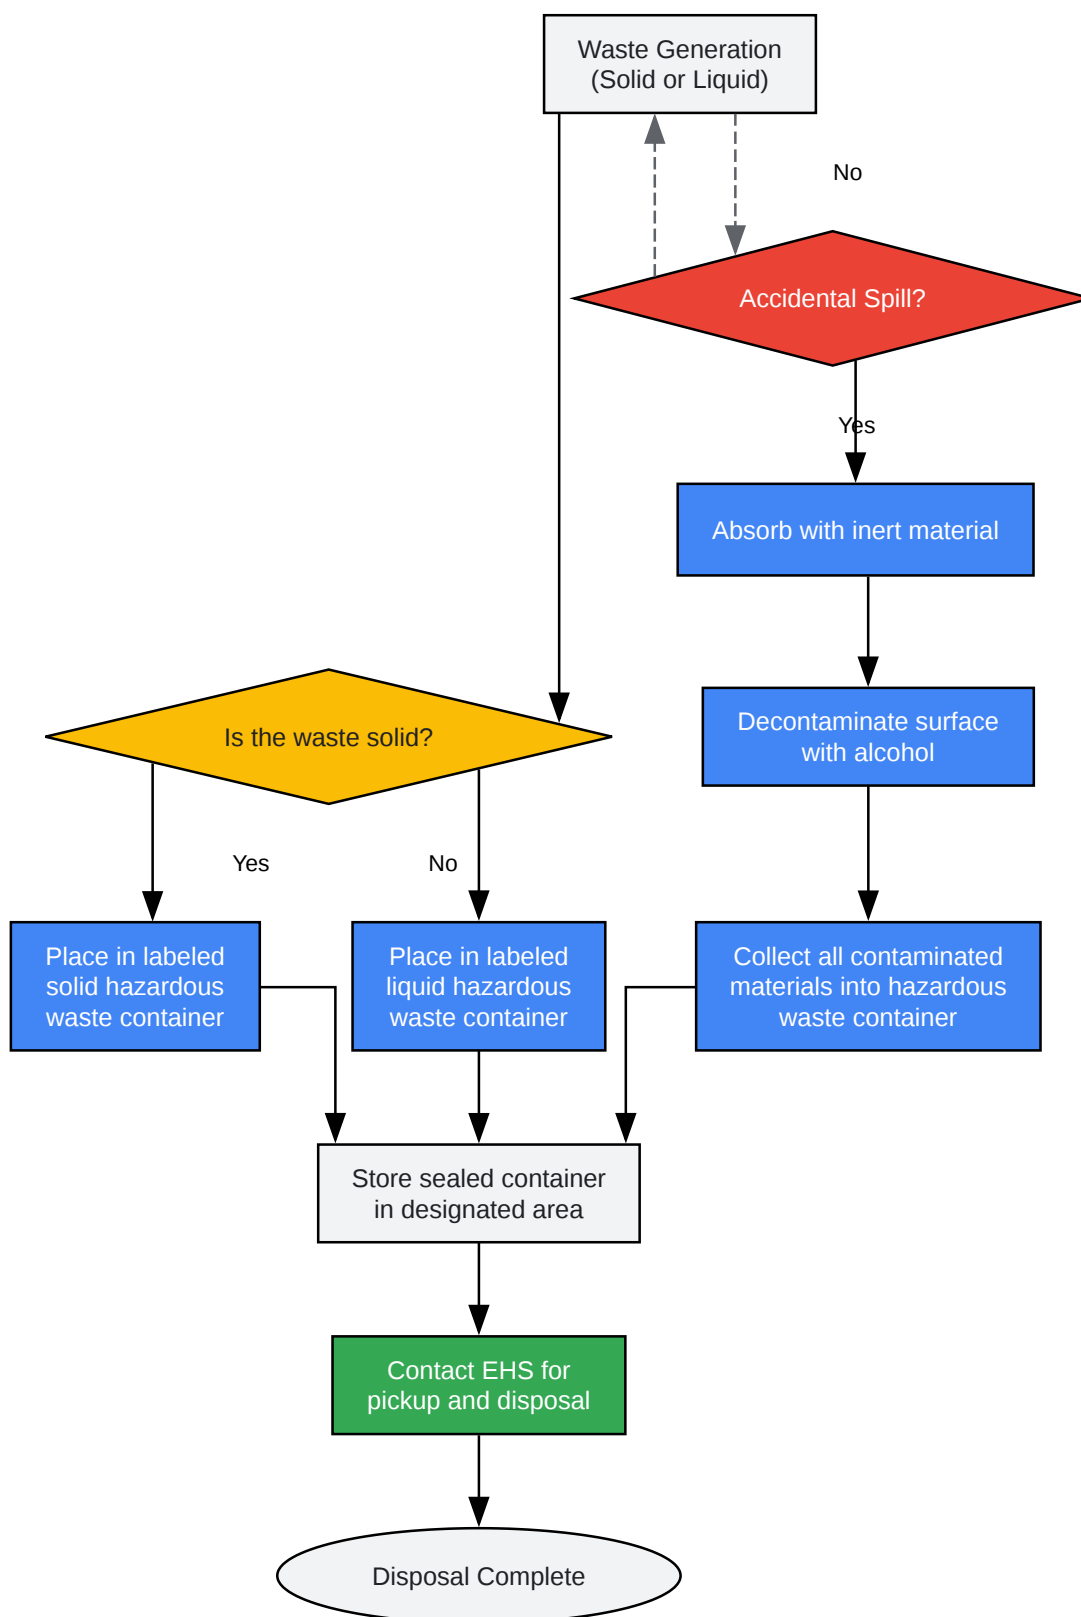 Waste Generation
(Solid or Liquid)
No
Accidental Spill?
Yes
Absorb with inert material
Decontaminate surface
with alcohol
Is the waste solid?
Yes
No
Place in labeled
solid hazardous
waste container
Place in labeled
liquid hazardous
waste container
Collect all contaminated
materials into hazardous
waste container
Store sealed container
in designated area
Contact EHS for
pickup and disposal
Disposal Complete